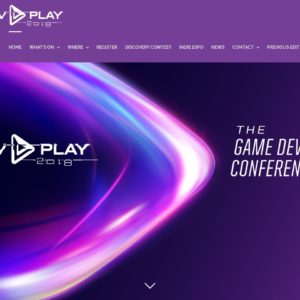 V PLAY
2018
HOME WHAT'S ON WHERE REGISTER DISCOVERY CONTEST INDIE EXPO NEWS CONTACT PREVIOUS EDIT
V PLAY
2018
THE
GAME DEV
CONFEREN